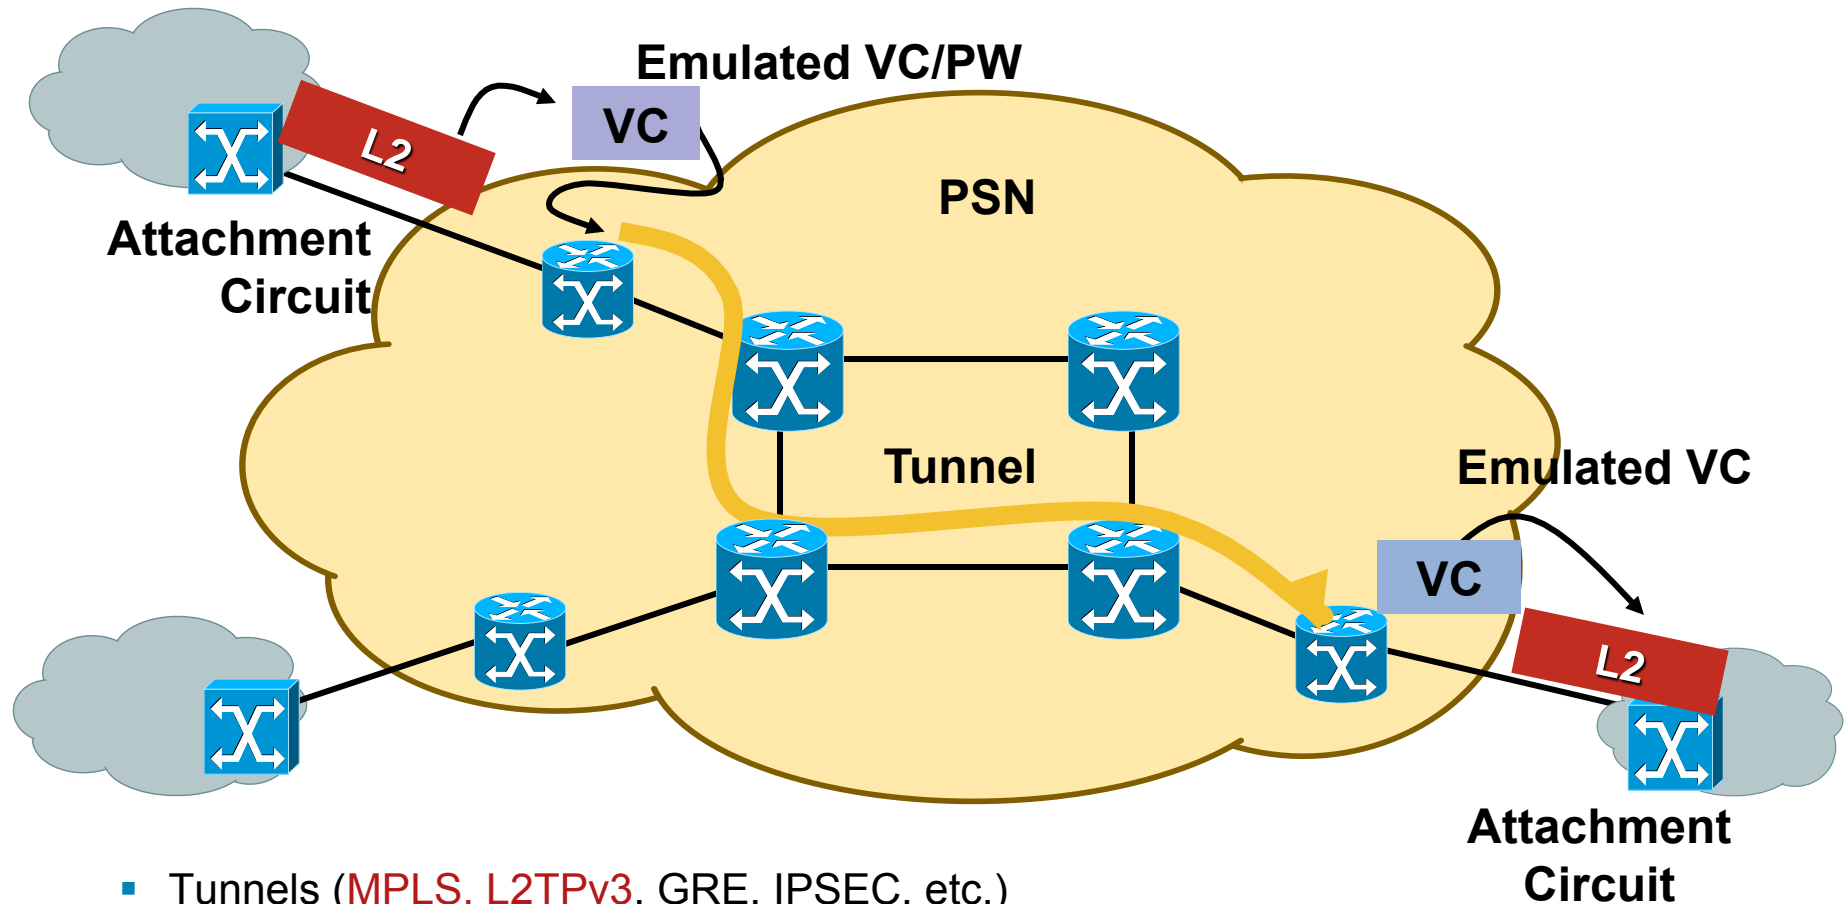 Emulated VC/PW
L2
VC
PSN
Attachment
Circuit
Tunnel
Emulated VC
VC
L2
Attachment
Circuit
▪ Tunnels (MPLS, L2TPv3, GRE, IPSEC, etc.)